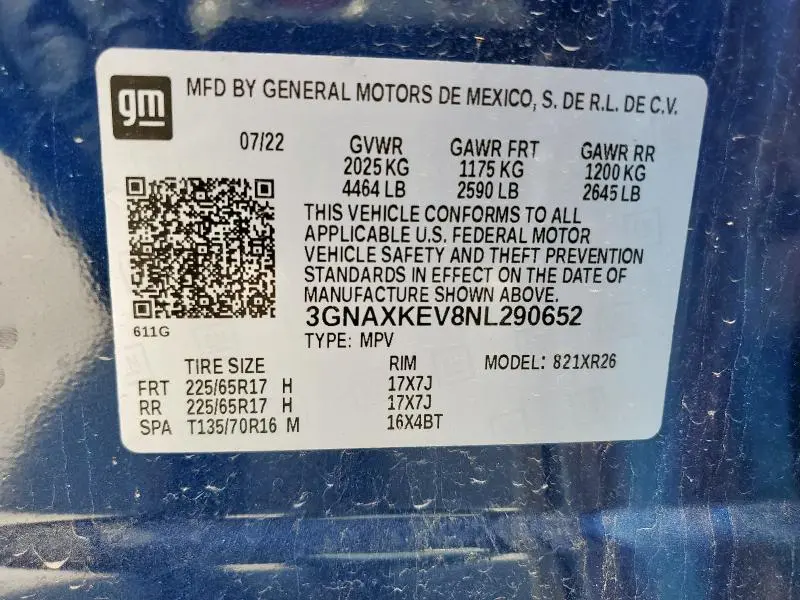 gm
MFD BY GENERAL MOTORS DE MEXICO, S. DE R.L. DE C.V.
07/22 GVWR GAWR FRT GAWR RR
2025 KG 1175 KG 1200 KG
4464 LB 2590 LB 2645 LB
THIS VEHICLE CONFORMS TO ALL
APPLICABLE U.S. FEDERAL MOTOR
VEHICLE SAFETY AND THEFT PREVENTION
STANDARDS IN EFFECT ON THE DATE OF
MANUFACTURE SHOWN ABOVE.
3GNAXKEV8NL290652
611G
TYPE: MPV
TIRE SIZE RIM MODEL: 821XR26
FRT 225/65R17 H 17X7J
RR 225/65R17 H 17X7J
SPA T135/70R16 M 16X4BT